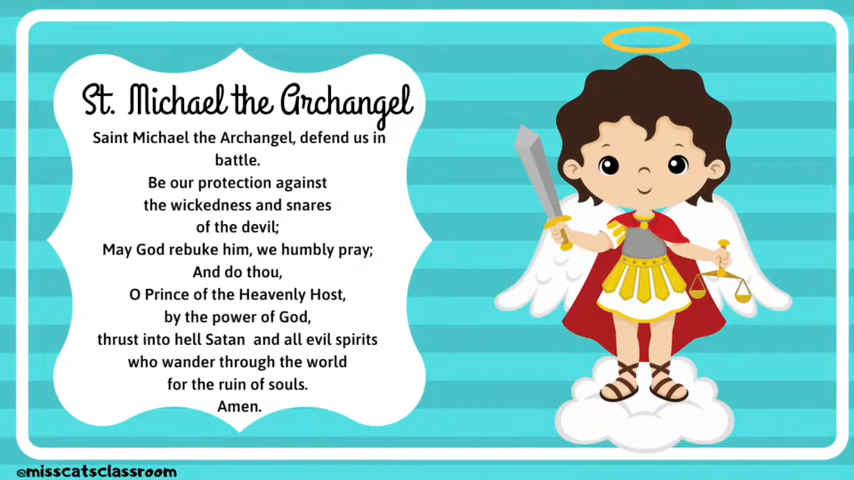 St. Michael the Archangel
Saint Michael the Archangel, defend us in
battle.
Be our protection against
the wickedness and snares
of the devil;
May God rebuke him, we humbly pray;
And do thou,
O Prince of the Heavenly Host,
by the power of God,
thrust into hell Satan and all evil spirits
who wander through the world
for the ruin of souls.
Amen.
@misscatsclassroom